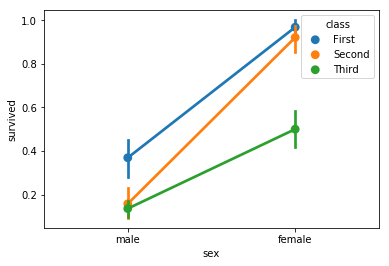 1.0
0.8
0.6
0.4
0.2
survived
male
female
sex
class
First
Second
Third